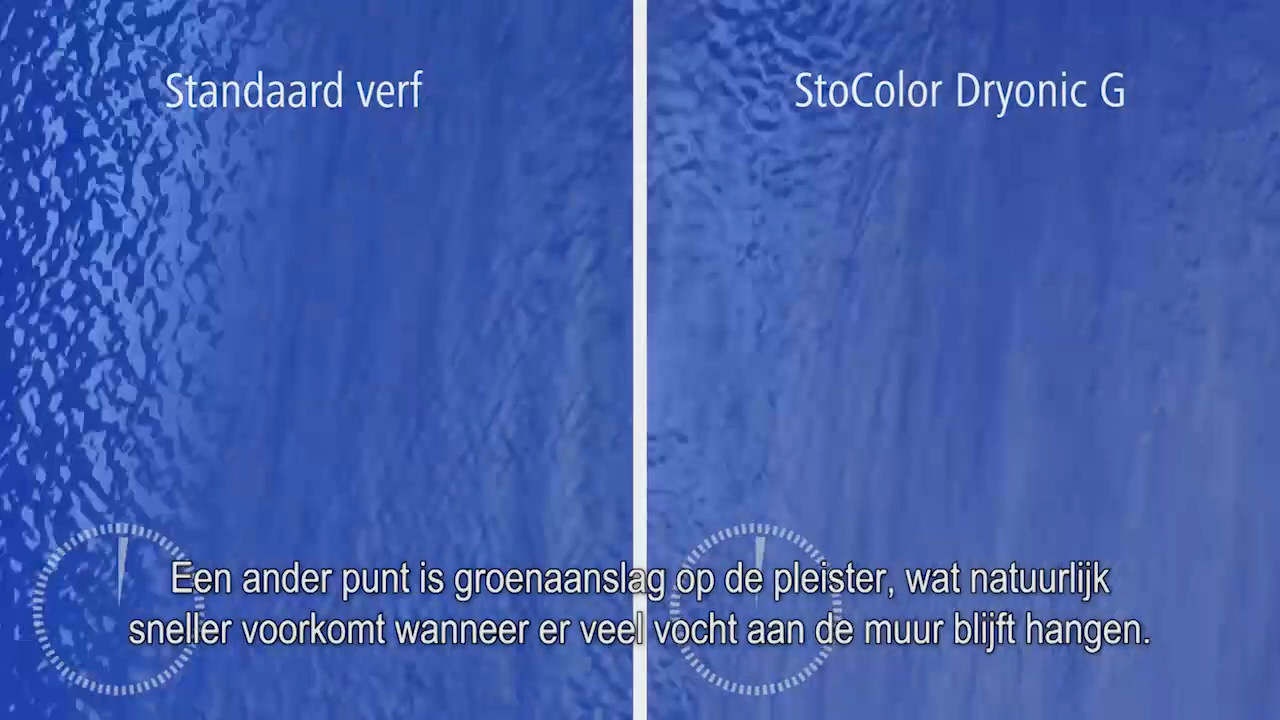 Standaard verf
StoColor Dryonic G
Een ander punt is groenaanslag op de pleister, wat natuurlijk
sneller voorkomt wanneer er veel vocht aan de muur blijft hangen.